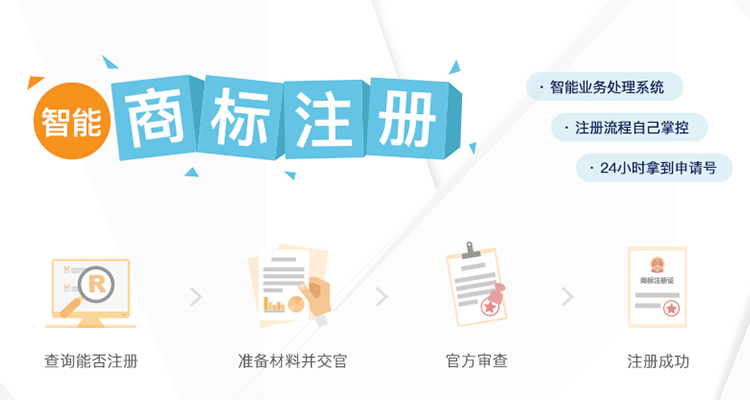 智能 商标注册
· 智能业务处理系统
· 注册流程自己掌控
· 24小时拿到申请号
R
商标注册证
查询能否注册
准备材料并交官
官方审查
注册成功